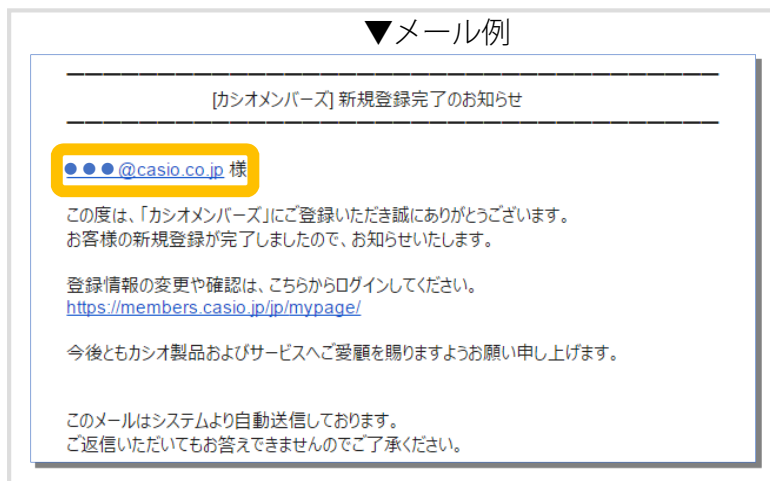 ▼メール例
━━━━━━━━━━━━━━━━━━━━━━━━━━━━━━━━━━━
[カシオメンバーズ] 新規登録完了のお知らせ
━━━━━━━━━━━━━━━━━━━━━━━━━━━━━━━━━━━
●●●@casio.co.jp 様
この度は、「カシオメンバーズ」にご登録いただき誠にありがとうございます。
お客様の新規登録が完了しましたので、お知らせいたします。
登録情報の変更や確認は、こちらからログインしてください。
https://members.casio.jp/jp/mypage/
今後ともカシオ製品およびサービスへご愛顧を賜りますようお願い申し上げます。
このメールはシステムより自動送信しております。
ご返信いただいてもお答えできませんのでご了承ください。